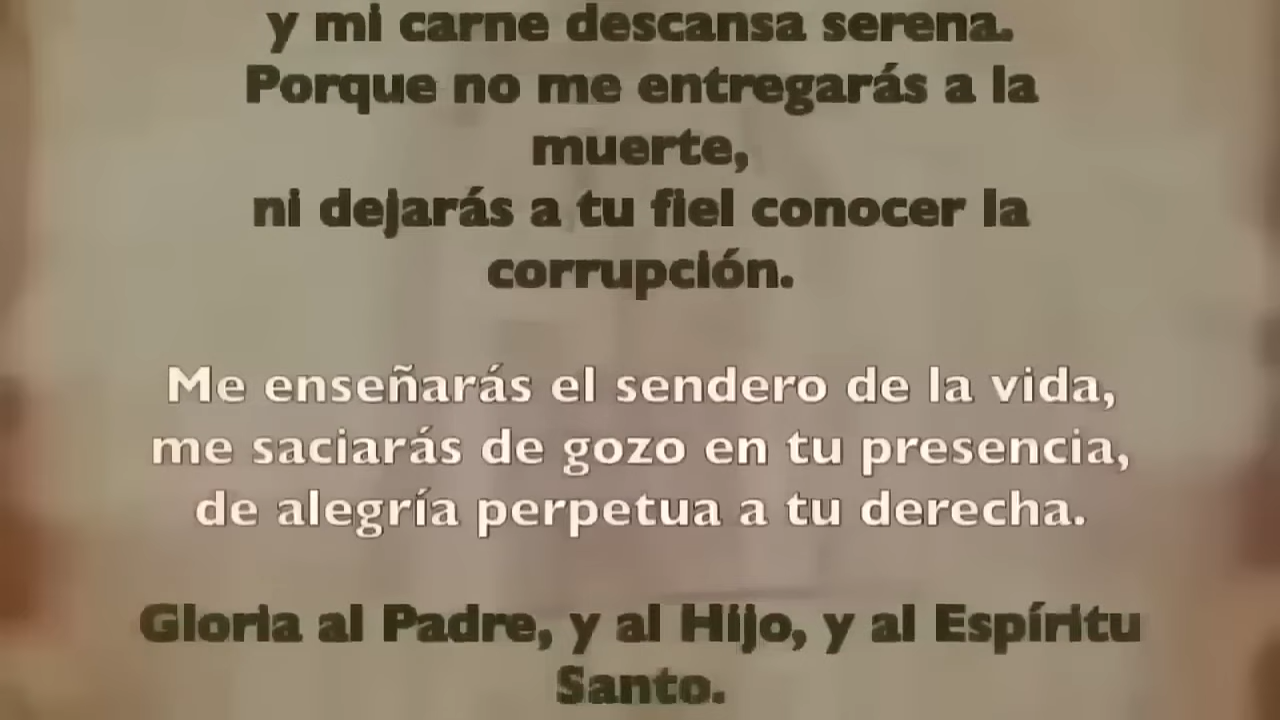 y mi carne descansa serena.
Porque no me entregarás a la
muerte,
ni dejarás a tu fiel conocer la
corrupción.
Me enseñarás el sendero de la vida,
me saciarás de gozo en tu presencia,
de alegría perpetua a tu derecha.
Gloria al Padre, y al Hijo, y al Espíritu
Santo.